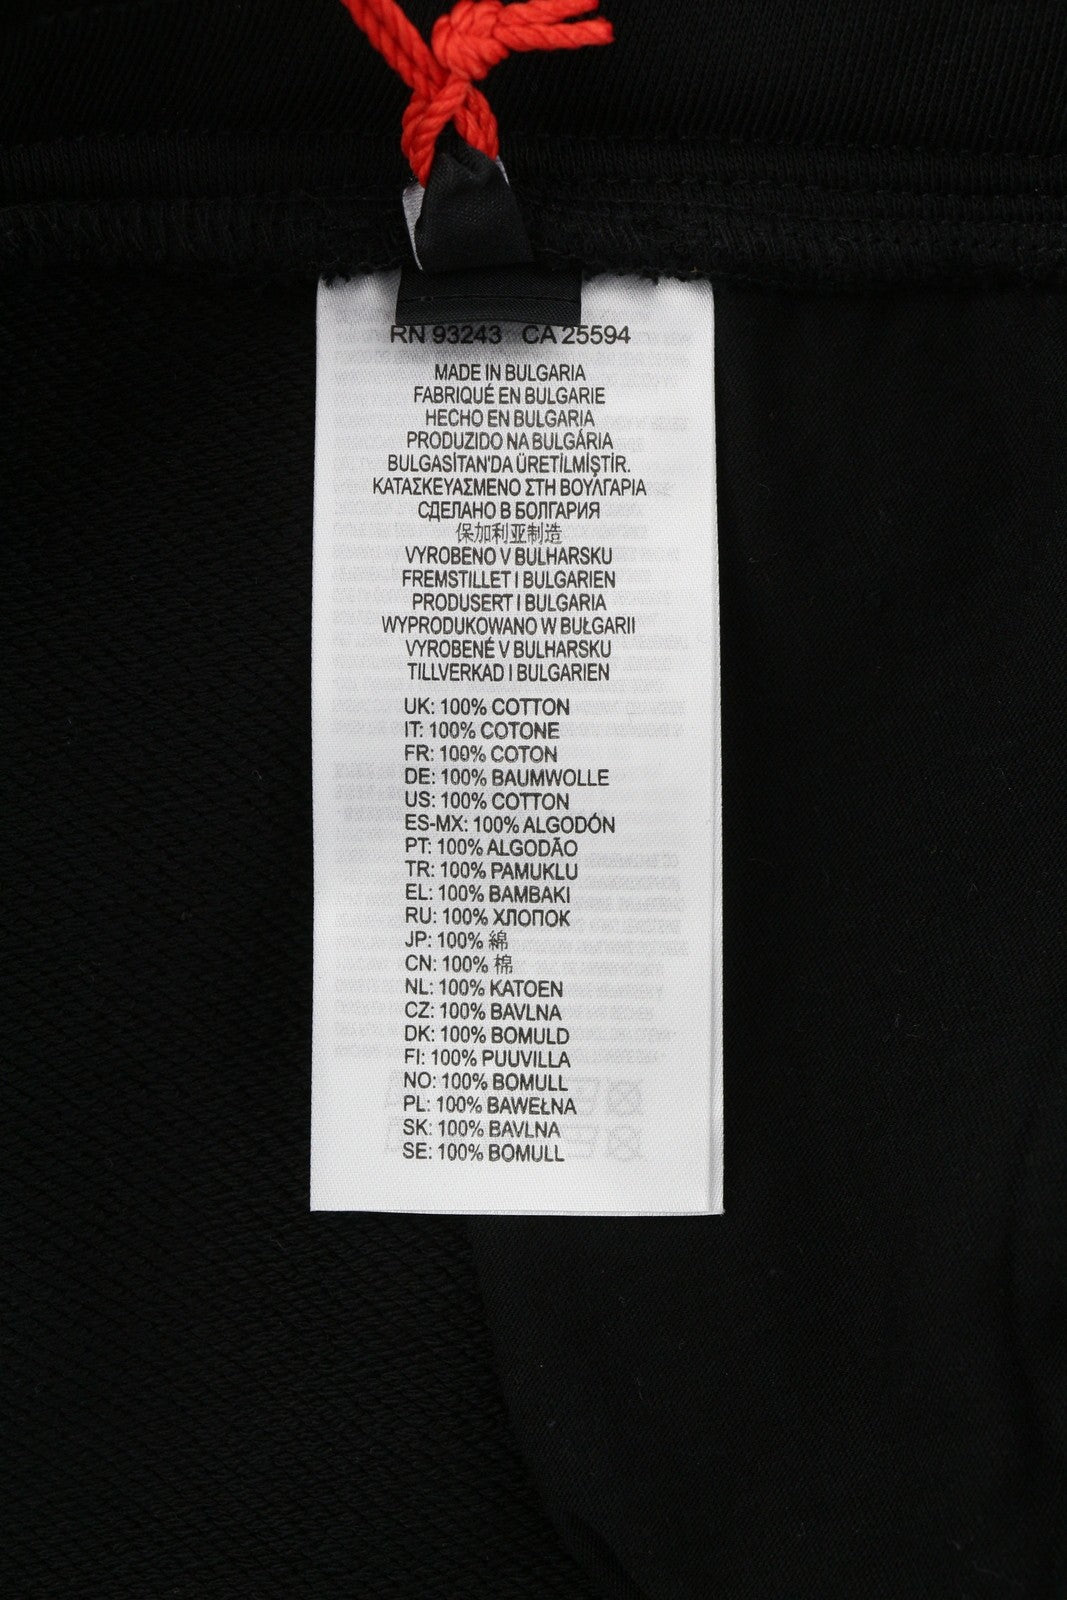 RN 93243 CA 25594
MADE IN BULGARIA
FABRIQUÉ EN BULGARIE
HECHO EN BULGARIA
PRODUZIDO NA BULGÁRIA
BULGASİTAN'DA ÜRETİLMİŞTİR.
ΚΑΤΑΣΚΕΥΑΣΜΕΝΟ ΣΤΗ ΒΟΥΛΓΑΡΙΑ
СДЕЛАНО В БОЛГАРИЯ
保加利亚制造
VYROBENO V BULHARSKU
FREMSTILLET I BULGARIEN
PRODUSERT I BULGARIA
WYPRODUKOWANO W BUŁGARII
VYROBENÉ V BULHARSKU
TILLVERKAD I BULGARIEN
UK: 100% COTTON
IT: 100% COTONE
FR: 100% COTON
DE: 100% BAUMWOLLE
US: 100% COTTON
ES-MX: 100% ALGODÓN
PT: 100% ALGODÃO
TR: 100% PAMUKLU
EL: 100% ΒΑΜΒΑΚΙ
RU: 100% ХЛОПОК
JP: 100% 綿
CN: 100% 棉
NL: 100% KATOEN
CZ: 100% BAVLNA
DK: 100% BOMULD
FI: 100% PUUVILLA
NO: 100% BOMULL
PL: 100% BAWEŁNA
SK: 100% BAVLNA
SE: 100% BOMULL